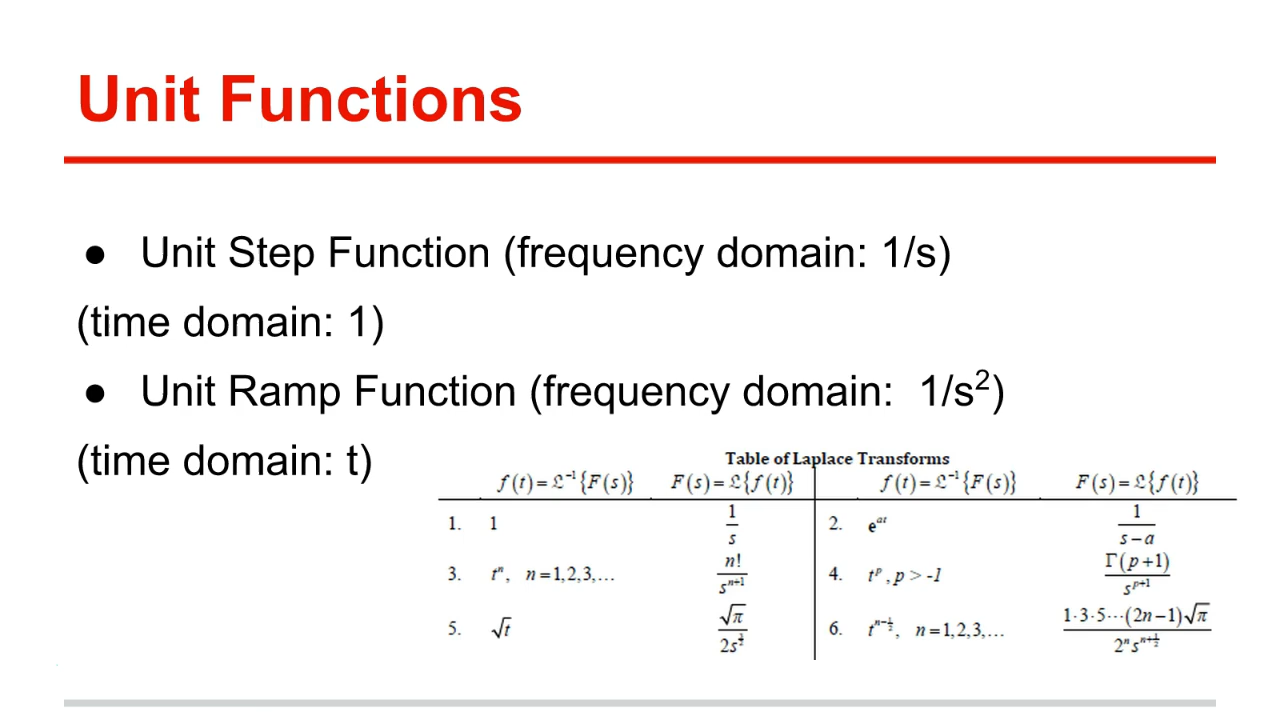 Unit Functions
● Unit Step Function (frequency domain: 1/s)
(time domain: 1)
● Unit Ramp Function (frequency domain: 1/s²)
(time domain: t)
Table of Laplace Transforms
f(t) = ℒ⁻¹{F(s)} F(s) = ℒ{f(t)} f(t) = ℒ⁻¹{F(s)} F(s) = ℒ{f(t)}
1. 1 1/s 2. e^{at} 1/(s−a)
3. tⁿ, n = 1,2,3,… n!/s^{n+1} 4. t^p, p > -1 Γ(p+1)/s^{p+1}
5. √t √π/(2s^{3/2}) 6. t^{n−1/2}, n = 1,2,3,… 1·3·5⋯(2n−1)√π/(2ⁿs^{n+1/2})